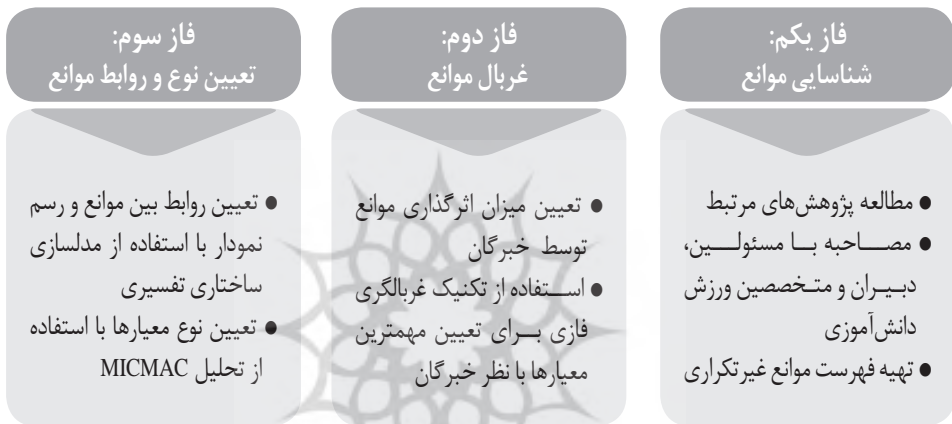 فاز یکم:
شناسایی موانع
● مطالعه پژوهش‌های مرتبط
● مصاحبه با مسئولین،
دبیران و متخصصین ورزش
دانش‌آموزی
● تهیه فهرست موانع غیرتکراری
فاز دوم:
غربال موانع
● تعیین میزان اثرگذاری موانع
توسط خبرگان
● استفاده از تکنیک غربالگری
فازی برای تعیین مهمترین
معیارها با نظر خبرگان
فاز سوم:
تعیین نوع و روابط موانع
● تعیین روابط بین موانع و رسم
نمودار با استفاده از مدلسازی
ساختاری تفسیری
● تعیین نوع معیارها با استفاده
از تحلیل MICMAC